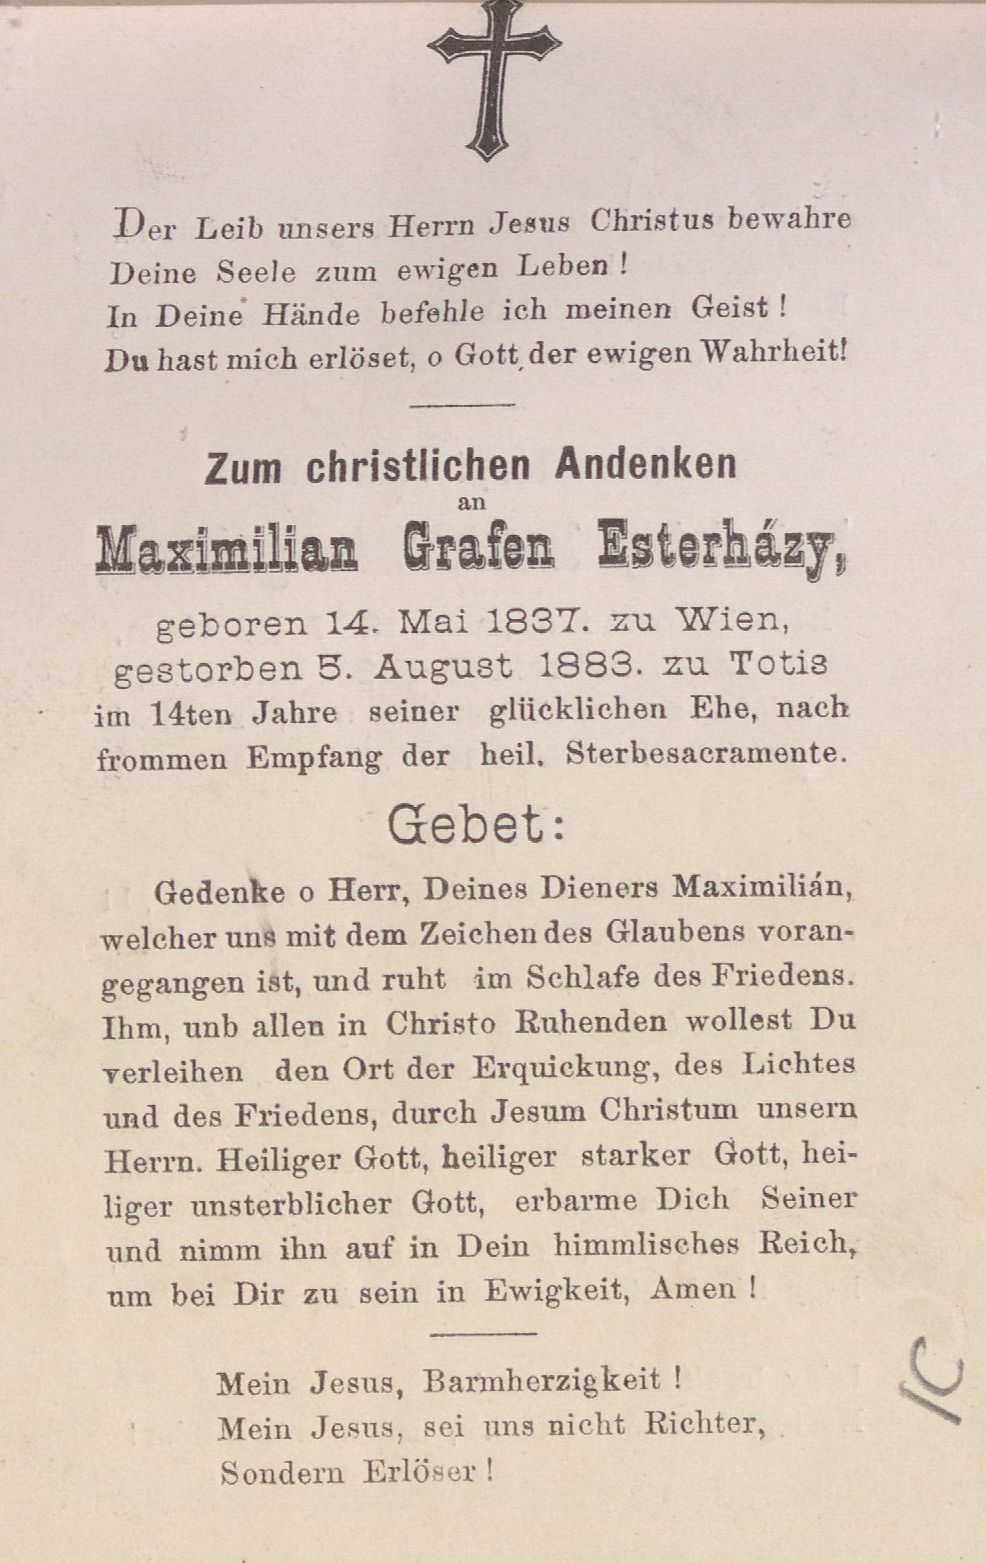 Der Leib unsers Herrn Jesus Christus bewahre
Deine Seele zum ewigen Leben !
In Deine Hände befehle ich meinen Geist !
Du hast mich erlöset, o Gott der ewigen Wahrheit!
Zum christlichen Andenken
an
Maximilian Grafen Esterházy,
geboren 14. Mai 1837. zu Wien,
gestorben 5. August 1883. zu Totis
im 14ten Jahre seiner glücklichen Ehe, nach
frommen Empfang der heil. Sterbesacramente.
Gebet:
Gedenke o Herr, Deines Dieners Maximilián,
welcher uns mit dem Zeichen des Glaubens voran-
gegangen ist, und ruht im Schlafe des Friedens.
Ihm, unb allen in Christo Ruhenden wollest Du
verleihen den Ort der Erquickung, des Lichtes
und des Friedens, durch Jesum Christum unsern
Herrn. Heiliger Gott, heiliger starker Gott, hei-
liger unsterblicher Gott, erbarme Dich Seiner
und nimm ihn auf in Dein himmlisches Reich,
um bei Dir zu sein in Ewigkeit, Amen !
Mein Jesus, Barmherzigkeit !
Mein Jesus, sei uns nicht Richter,
Sondern Erlöser !